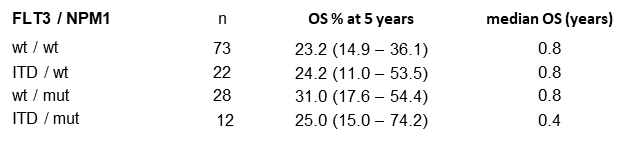 FLT3 / NPM1 n OS % at 5 years median OS (years)
wt / wt 73 23.2 (14.9 – 36.1) 0.8
ITD / wt 22 24.2 (11.0 – 53.5) 0.8
wt / mut 28 31.0 (17.6 – 54.4) 0.8
ITD / mut 12 25.0 (15.0 – 74.2) 0.4